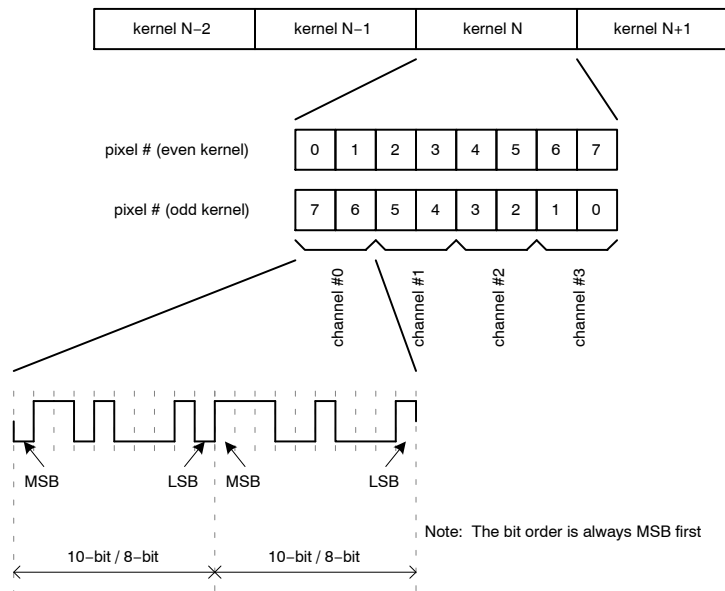 kernel N−2 kernel N−1 kernel N kernel N+1
pixel # (even kernel) 0 1 2 3 4 5 6 7
pixel # (odd kernel) 7 6 5 4 3 2 1 0
channel #0 channel #1 channel #2 channel #3
MSB LSB MSB LSB
Note: The bit order is always MSB first
10−bit / 8−bit 10−bit / 8−bit